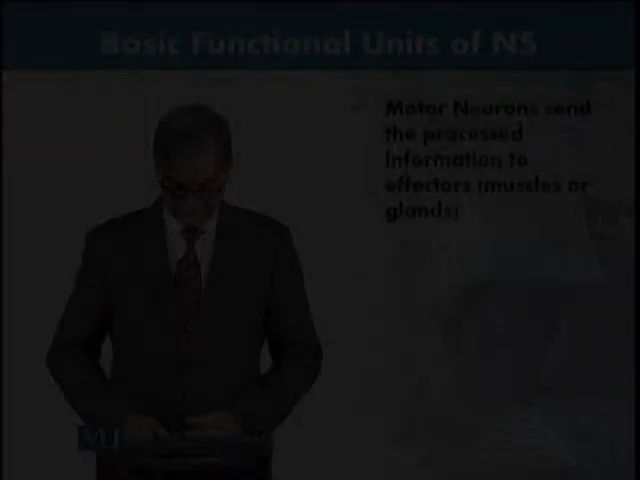 Basic Functional Units of NS
Motor Neurons send
the processed
information to
effectors (muscles or
glands)
VU